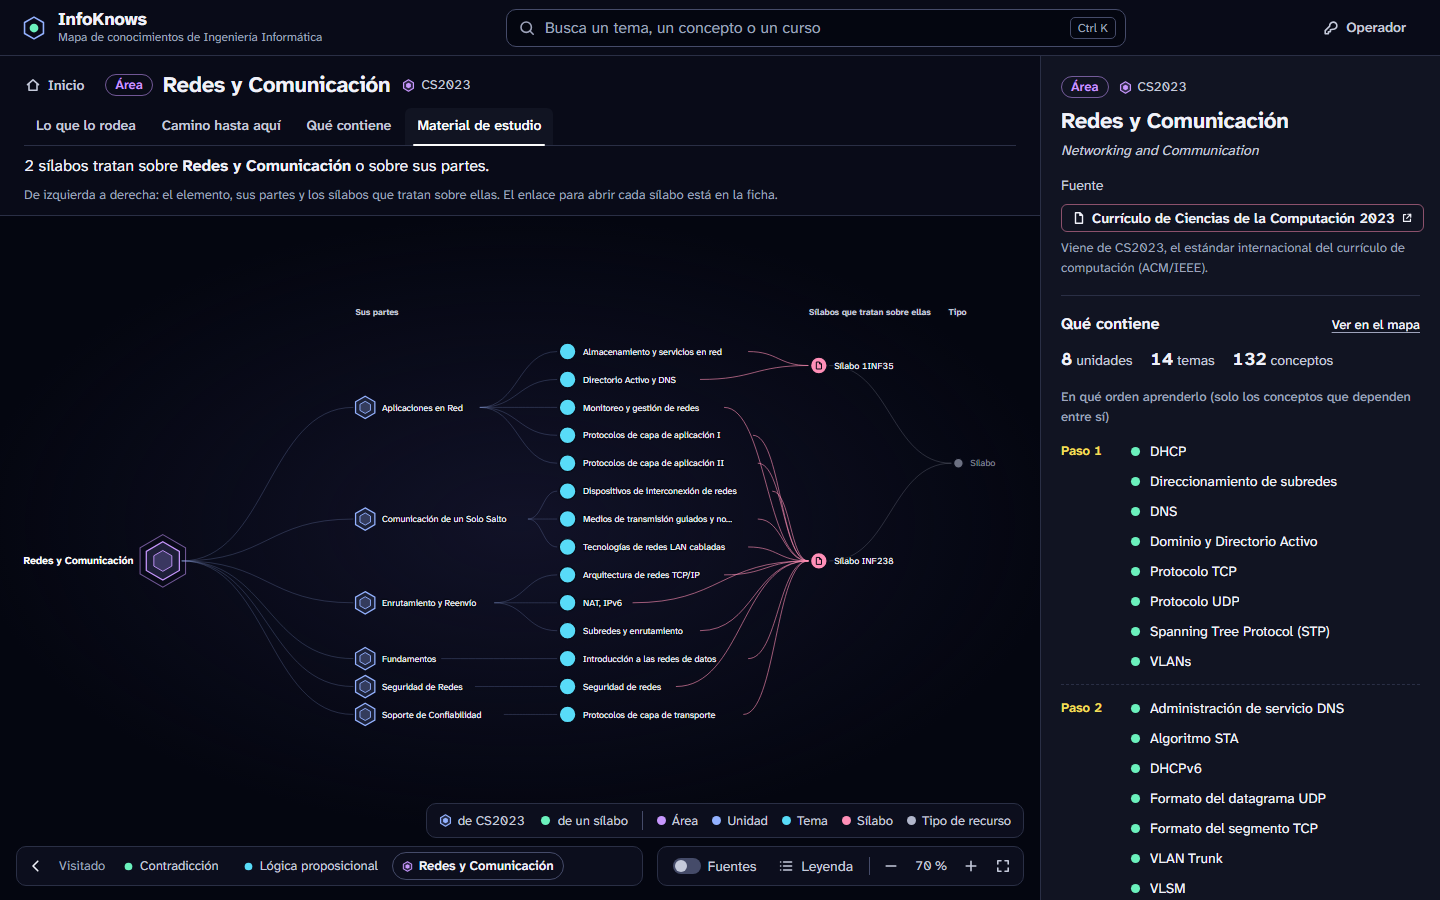 InfoKnows
Mapa de conocimientos de Ingeniería Informática
Busca un tema, un concepto o un curso
Ctrl K
Operador
Inicio
Área
Redes y Comunicación
CS2023
Lo que lo rodea
Camino hasta aquí
Qué contiene
Material de estudio
2 sílabos tratan sobre Redes y Comunicación o sobre sus partes.
De izquierda a derecha: el elemento, sus partes y los sílabos que tratan sobre ellas. El enlace para abrir cada sílabo está en la ficha.
Sus partes
Sílabos que tratan sobre ellas
Tipo
Almacenamiento y servicios en red
Sílabo 1INF35
Directorio Activo y DNS
Aplicaciones en Red
Monitoreo y gestión de redes
Protocolos de capa de aplicación I
Protocolos de capa de aplicación II
Sílabo
Dispositivos de interconexión de redes
Comunicación de un Solo Salto
Medios de transmisión guiados y no...
Tecnologías de redes LAN cabladas
Redes y Comunicación
Sílabo INF238
Arquitectura de redes TCP/IP
Enrutamiento y Reenvío
NAT, IPv6
Subredes y enrutamiento
Fundamentos
Introducción a las redes de datos
Seguridad de Redes
Seguridad de redes
Soporte de Confiabilidad
Protocolos de capa de transporte
de CS2023
de un sílabo
Área
Unidad
Tema
Sílabo
Tipo de recurso
Visitado
Contradicción
Lógica proposicional
Redes y Comunicación
Fuentes
Leyenda
70 %
Área
CS2023
Redes y Comunicación
Networking and Communication
Fuente
Currículo de Ciencias de la Computación 2023
Viene de CS2023, el estándar internacional del currículo de
computación (ACM/IEEE).
Qué contiene
Ver en el mapa
8 unidades
14 temas
132 conceptos
En qué orden aprenderlo (solo los conceptos que dependen
entre sí)
Paso 1
DHCP
Direccionamiento de subredes
DNS
Dominio y Directorio Activo
Protocolo TCP
Protocolo UDP
Spanning Tree Protocol (STP)
VLANs
Paso 2
Administración de servicio DNS
Algoritmo STA
DHCPv6
Formato del datagrama UDP
Formato del segmento TCP
VLAN Trunk
VLSM